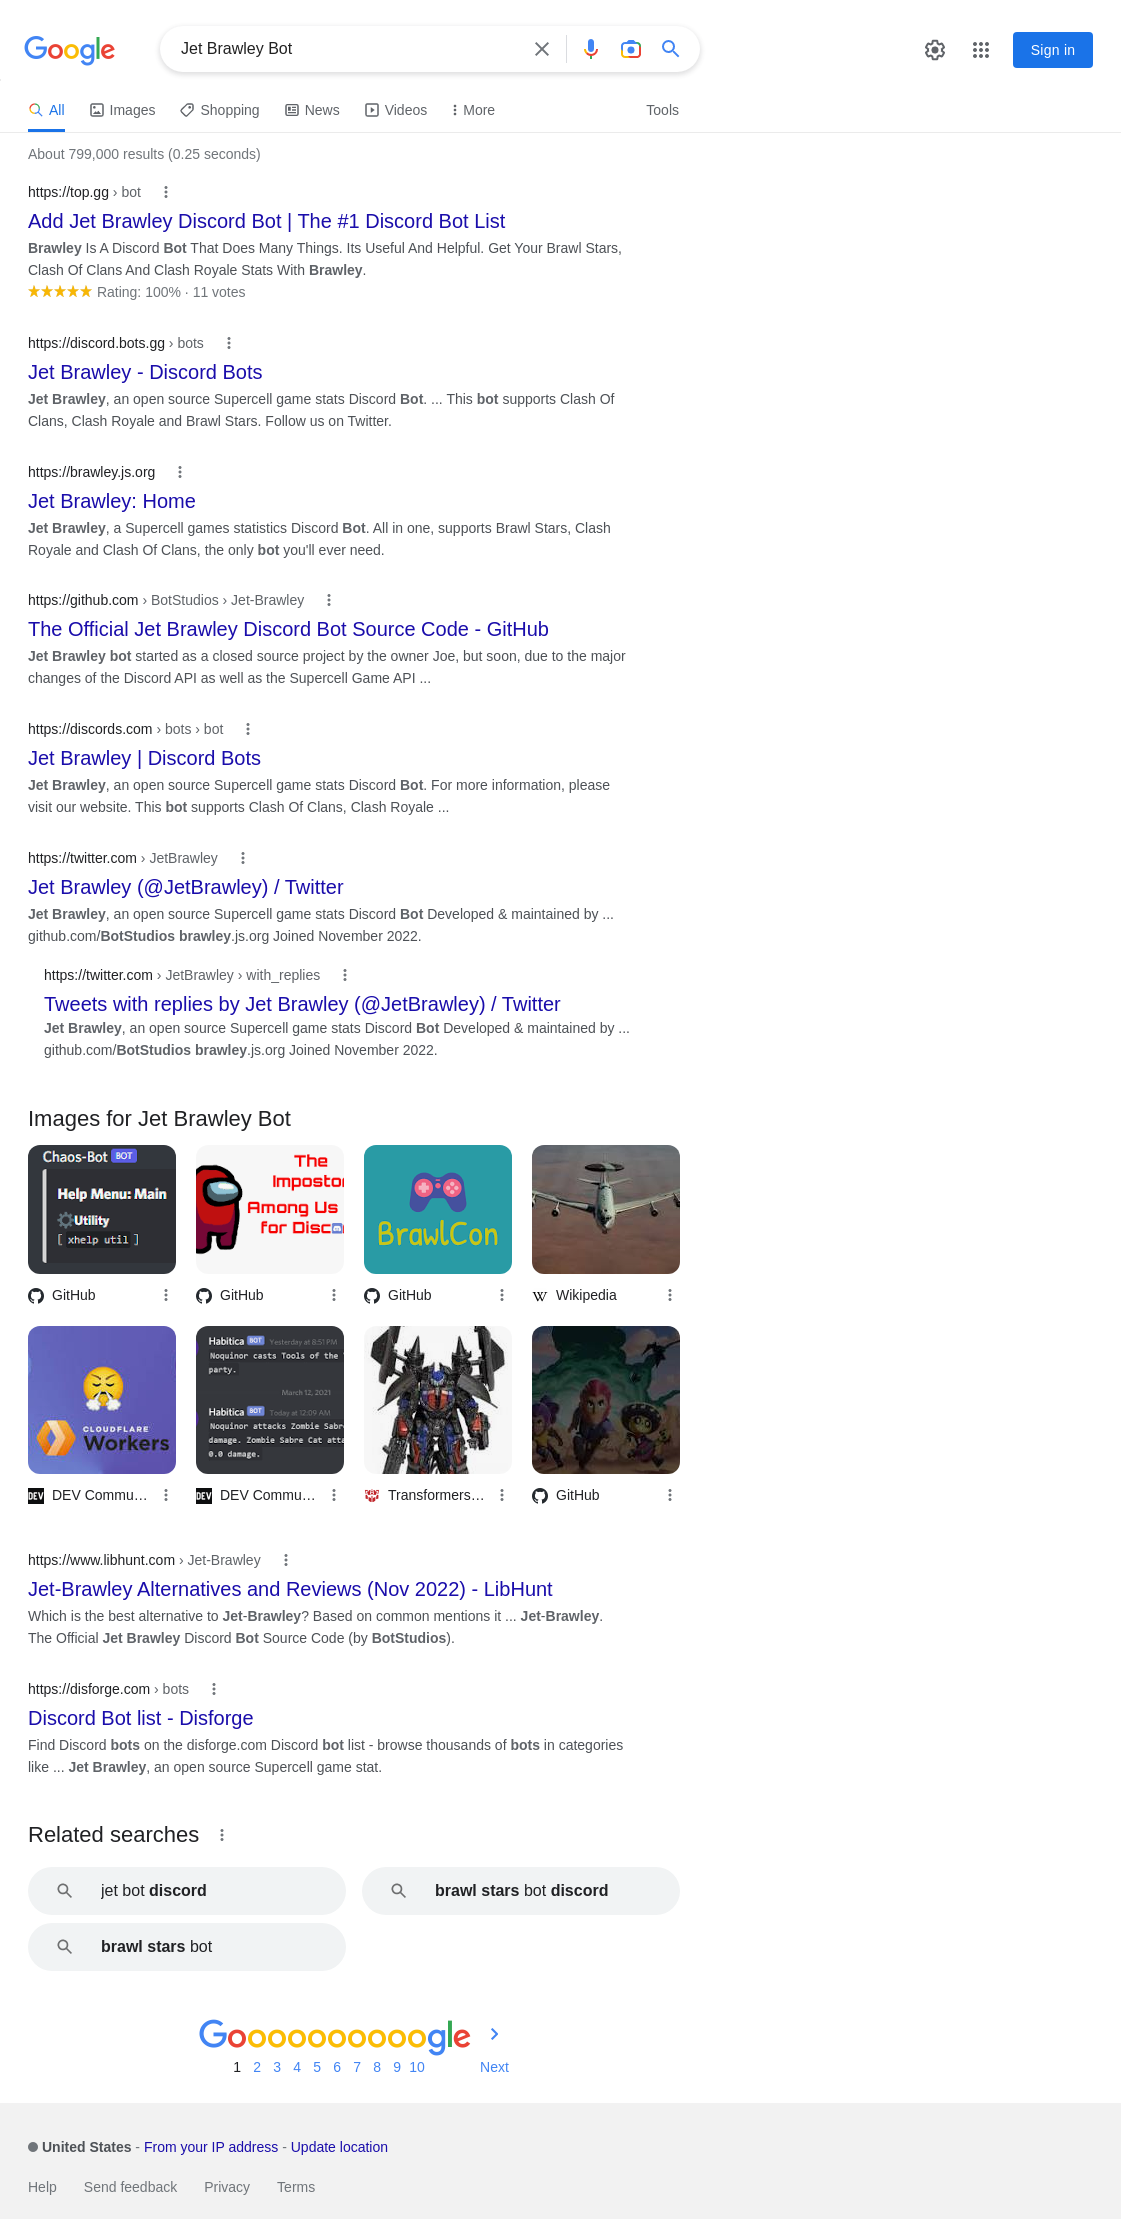 Google
Jet Brawley Bot
Sign in
All
Images
Shopping
News
Videos
More
Tools
About 799,000 results (0.25 seconds)
https://top.gg › bot
Add Jet Brawley Discord Bot | The #1 Discord Bot List
Brawley Is A Discord Bot That Does Many Things. Its Useful And Helpful. Get Your Brawl Stars,
Clash Of Clans And Clash Royale Stats With Brawley.
Rating: 100% · 11 votes
https://discord.bots.gg › bots
Jet Brawley - Discord Bots
Jet Brawley, an open source Supercell game stats Discord Bot. ... This bot supports Clash Of
Clans, Clash Royale and Brawl Stars. Follow us on Twitter.
https://brawley.js.org
Jet Brawley: Home
Jet Brawley, a Supercell games statistics Discord Bot. All in one, supports Brawl Stars, Clash
Royale and Clash Of Clans, the only bot you'll ever need.
https://github.com › BotStudios › Jet-Brawley
The Official Jet Brawley Discord Bot Source Code - GitHub
Jet Brawley bot started as a closed source project by the owner Joe, but soon, due to the major
changes of the Discord API as well as the Supercell Game API ...
https://discords.com › bots › bot
Jet Brawley | Discord Bots
Jet Brawley, an open source Supercell game stats Discord Bot. For more information, please
visit our website. This bot supports Clash Of Clans, Clash Royale ...
https://twitter.com › JetBrawley
Jet Brawley (@JetBrawley) / Twitter
Jet Brawley, an open source Supercell game stats Discord Bot Developed & maintained by ...
github.com/BotStudios brawley.js.org Joined November 2022.
https://twitter.com › JetBrawley › with_replies
Tweets with replies by Jet Brawley (@JetBrawley) / Twitter
Jet Brawley, an open source Supercell game stats Discord Bot Developed & maintained by ...
github.com/BotStudios brawley.js.org Joined November 2022.
Images for Jet Brawley Bot
Chaos-Bot BOT
Help Menu: Main
Utility
[ xhelp util ]
The
Impostor
Among Us
for Disc
BrawlCon
GitHub
GitHub
GitHub
W Wikipedia
CLOUDFLARE
Workers
Habitica BOT Yesterday at 8:51 PM
Noquinor casts Tools of the
party.
March 12, 2021
Habitica BOT Today at 12:09 AM
Noquinor attacks Zombie Sabre
damage. Zombie Sabre Cat atta
0.0 damage.
DEV DEV Commu...
DEV DEV Commu...
Transformers...
GitHub
https://www.libhunt.com › Jet-Brawley
Jet-Brawley Alternatives and Reviews (Nov 2022) - LibHunt
Which is the best alternative to Jet-Brawley? Based on common mentions it ... Jet-Brawley.
The Official Jet Brawley Discord Bot Source Code (by BotStudios).
https://disforge.com › bots
Discord Bot list - Disforge
Find Discord bots on the disforge.com Discord bot list - browse thousands of bots in categories
like ... Jet Brawley, an open source Supercell game stat.
Related searches
jet bot discord
brawl stars bot discord
brawl stars bot
Goooooooooogle
1 2 3 4 5 6 7 8 9 10 Next
United States - From your IP address - Update location
Help
Send feedback
Privacy
Terms